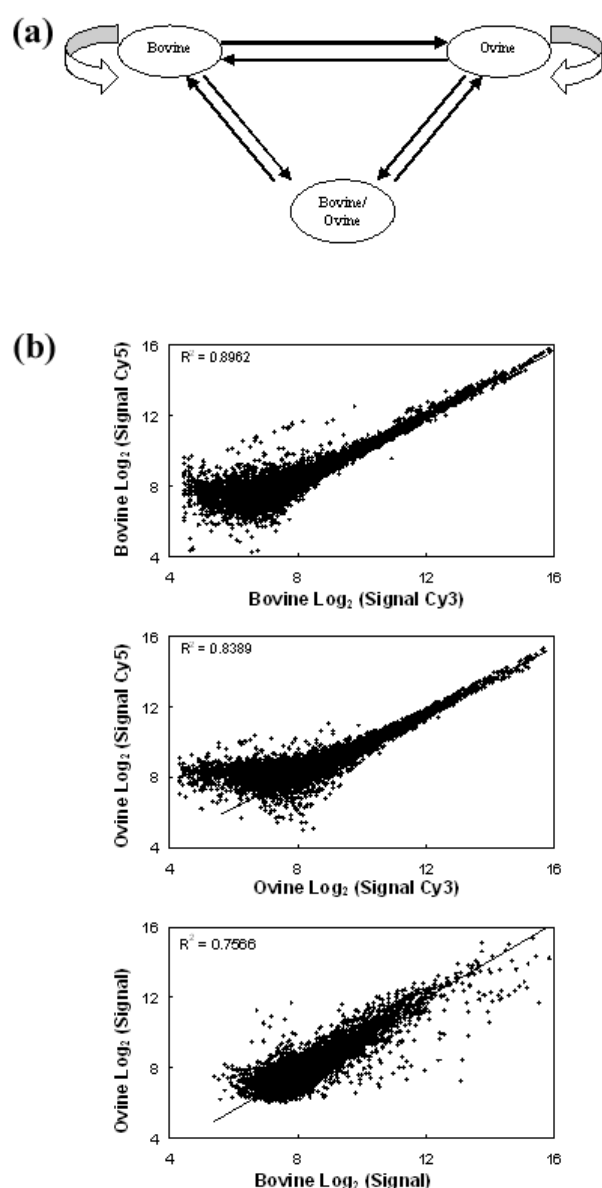 (a)
Bovine
Ovine
Bovine/
Ovine
(b)
Bovine Log₂ (Signal Cy5)
16
12
8
4
R² = 0.8962
4 8 12 16
Bovine Log₂ (Signal Cy3)
Ovine Log₂ (Signal Cy5)
16
12
8
4
R² = 0.8389
4 8 12 16
Ovine Log₂ (Signal Cy3)
Ovine Log₂ (Signal)
16
12
8
4
R² = 0.7566
4 8 12 16
Bovine Log₂ (Signal)